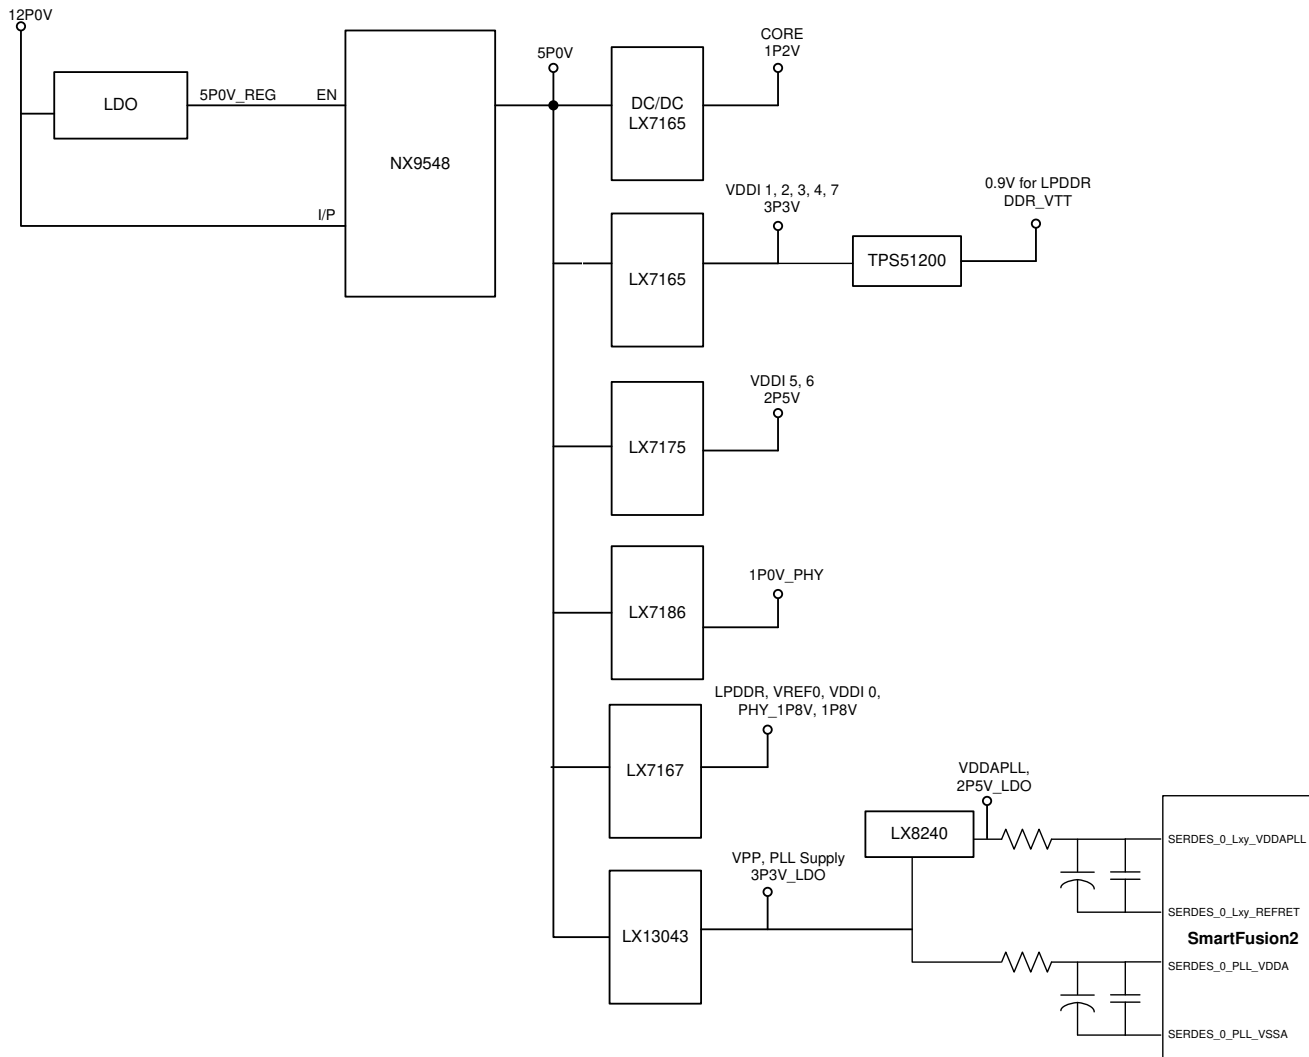 12P0V
LDO
5P0V_REG
EN
I/P
NX9548
5P0V
DC/DC
LX7165
CORE
1P2V
VDDI 1, 2, 3, 4, 7
3P3V
LX7165
TPS51200
0.9V for LPDDR
DDR_VTT
VDDI 5, 6
2P5V
LX7175
1P0V_PHY
LX7186
LPDDR, VREF0, VDDI 0,
PHY_1P8V, 1P8V
LX7167
VPP, PLL Supply
3P3V_LDO
LX13043
VDDAPLL,
2P5V_LDO
LX8240
SERDES_0_Lxy_VDDAPLL
SERDES_0_Lxy_REFRET
SmartFusion2
SERDES_0_PLL_VDDA
SERDES_0_PLL_VSSA